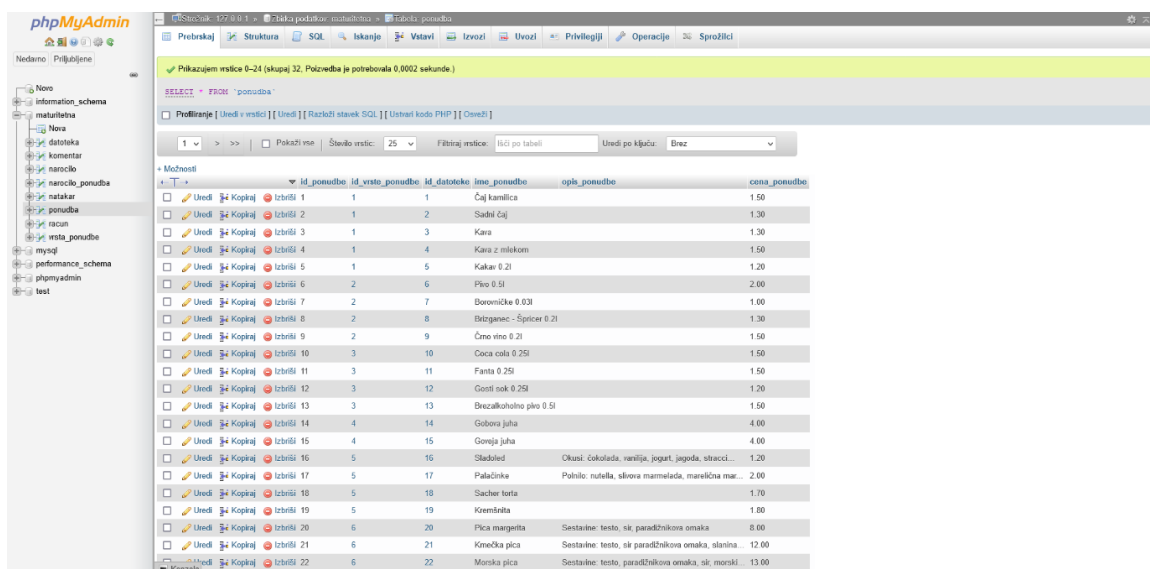 phpMyAdmin
Nedavno Priljubljene
Novo
information_schema
maturitetna
Nova
datoteka
komentar
narocilo
narocilo_ponudba
natakar
ponudba
racun
vrsta_ponudbe
mysql
performance_schema
phpmyadmin
test
Strežnik: 127.0.0.1 » Zbirka podatkov: maturitetna » Tabela: ponudba
Prebrskaj Struktura SQL Iskanje Vstavi Izvozi Uvozi Privilegiji Operacije Sprožilci
Prikazujem vrstice 0–24 (skupaj 32, Poizvedba je potrebovala 0,0002 sekunde.)
SELECT * FROM `ponudba`
Profiliranje [ Uredi v vrstici ] [ Uredi ] [ Razloži stavek SQL ] [ Ustvari kodo PHP ] [ Osveži ]
1 > >> Pokaži vse Število vrstic: 25 Filtriraj vrstice: Išči po tabeli Uredi po ključu: Brez
+ Možnosti
id_ponudbe id_vrste_ponudbe id_datoteke ime_ponudbe opis_ponudbe cena_ponudbe
Uredi Kopiraj Izbriši 1 1 1 Čaj kamilica 1.50
Uredi Kopiraj Izbriši 2 1 2 Sadni čaj 1.30
Uredi Kopiraj Izbriši 3 1 3 Kava 1.30
Uredi Kopiraj Izbriši 4 1 4 Kava z mlekom 1.50
Uredi Kopiraj Izbriši 5 1 5 Kakav 0.2l 1.20
Uredi Kopiraj Izbriši 6 2 6 Pivo 0.5l 2.00
Uredi Kopiraj Izbriši 7 2 7 Borovničke 0.03l 1.00
Uredi Kopiraj Izbriši 8 2 8 Brizganec - Špricer 0.2l 1.30
Uredi Kopiraj Izbriši 9 2 9 Črno vino 0.2l 1.50
Uredi Kopiraj Izbriši 10 3 10 Coca cola 0.25l 1.50
Uredi Kopiraj Izbriši 11 3 11 Fanta 0.25l 1.50
Uredi Kopiraj Izbriši 12 3 12 Gosti sok 0.25l 1.20
Uredi Kopiraj Izbriši 13 3 13 Brezalkoholno pivo 0.5l 1.50
Uredi Kopiraj Izbriši 14 4 14 Gobova juha 4.00
Uredi Kopiraj Izbriši 15 4 15 Goveja juha 4.00
Uredi Kopiraj Izbriši 16 5 16 Sladoled Okusi: čokolada, vanilija, jogurt, jagoda, stracci... 1.20
Uredi Kopiraj Izbriši 17 5 17 Palačinke Polnilo: nutella, slivova marmelada, marelična mar... 2.00
Uredi Kopiraj Izbriši 18 5 18 Sacher torta 1.70
Uredi Kopiraj Izbriši 19 5 19 Kremšnita 1.80
Uredi Kopiraj Izbriši 20 6 20 Pica margerita Sestavine: testo, sir, paradižnikova omaka 8.00
Uredi Kopiraj Izbriši 21 6 21 Kmečka pica Sestavine: testo, sir paradižnikova omaka, slanina... 12.00
Uredi Kopiraj Izbriši 22 6 22 Morska pica Sestavine: testo, paradižnikova omaka, sir, morski... 13.00
Konzola